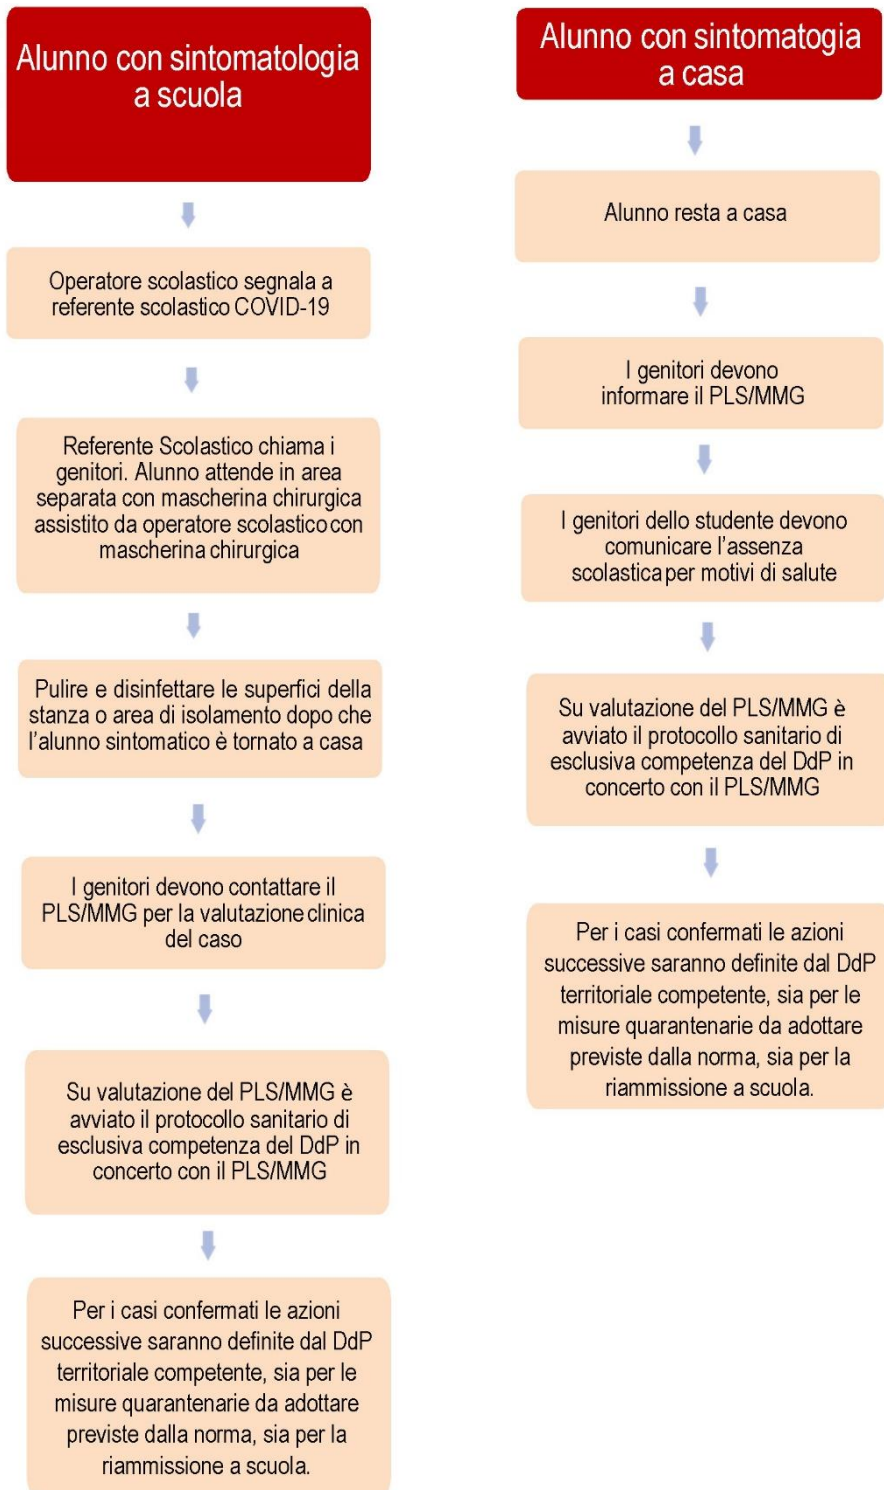 Alunno con sintomatologia
a scuola
Operatore scolastico segnala a
referente scolastico COVID-19
Referente Scolastico chiama i
genitori. Alunno attende in area
separata con mascherina chirurgica
assistito da operatore scolastico con
mascherina chirurgica
Pulire e disinfettare le superfici della
stanza o area di isolamento dopo che
l'alunno sintomatico è tornato a casa
I genitori devono contattare il
PLS/MMG per la valutazione clinica
del caso
Su valutazione del PLS/MMG è
avviato il protocollo sanitario di
esclusiva competenza del DdP in
concerto con il PLS/MMG
Per i casi confermati le azioni
successive saranno definite dal DdP
territoriale competente, sia per le
misure quarantenarie da adottare
previste dalla norma, sia per la
riammissione a scuola.
Alunno con sintomatogia
a casa
Alunno resta a casa
I genitori devono
informare il PLS/MMG
I genitori dello studente devono
comunicare l'assenza
scolastica per motivi di salute
Su valutazione del PLS/MMG è
avviato il protocollo sanitario di
esclusiva competenza del DdP in
concerto con il PLS/MMG
Per i casi confermati le azioni
successive saranno definite dal DdP
territoriale competente, sia per le
misure quarantenarie da adottare
previste dalla norma, sia per la
riammissione a scuola.